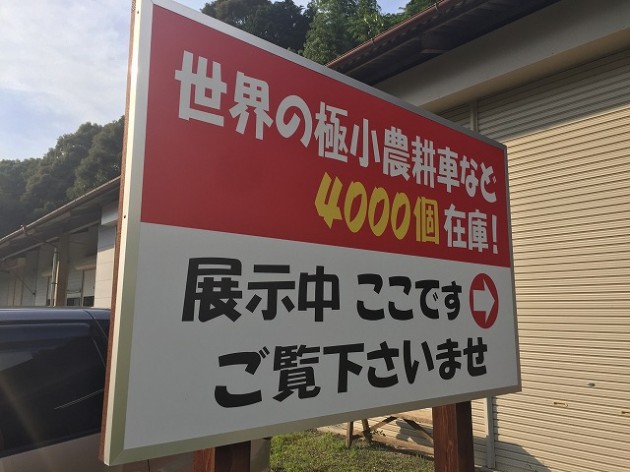 世界の極小農耕車など
4000個在庫!
展示中 ここです
ご覧下さいませ